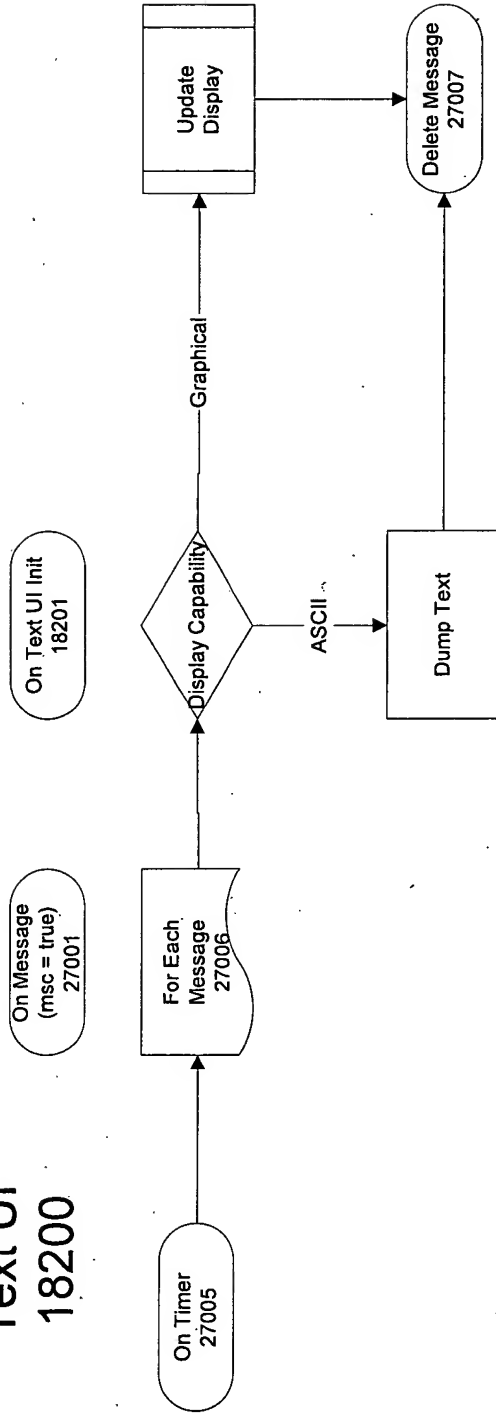 Text UI
18200
On Message
(msc = true)
27001
On Text UI Init
18201
On Timer
27005
For Each
Message
27006
Display Capability
Graphical
Update
Display
ASCII
Dump Text
Delete Message
27007